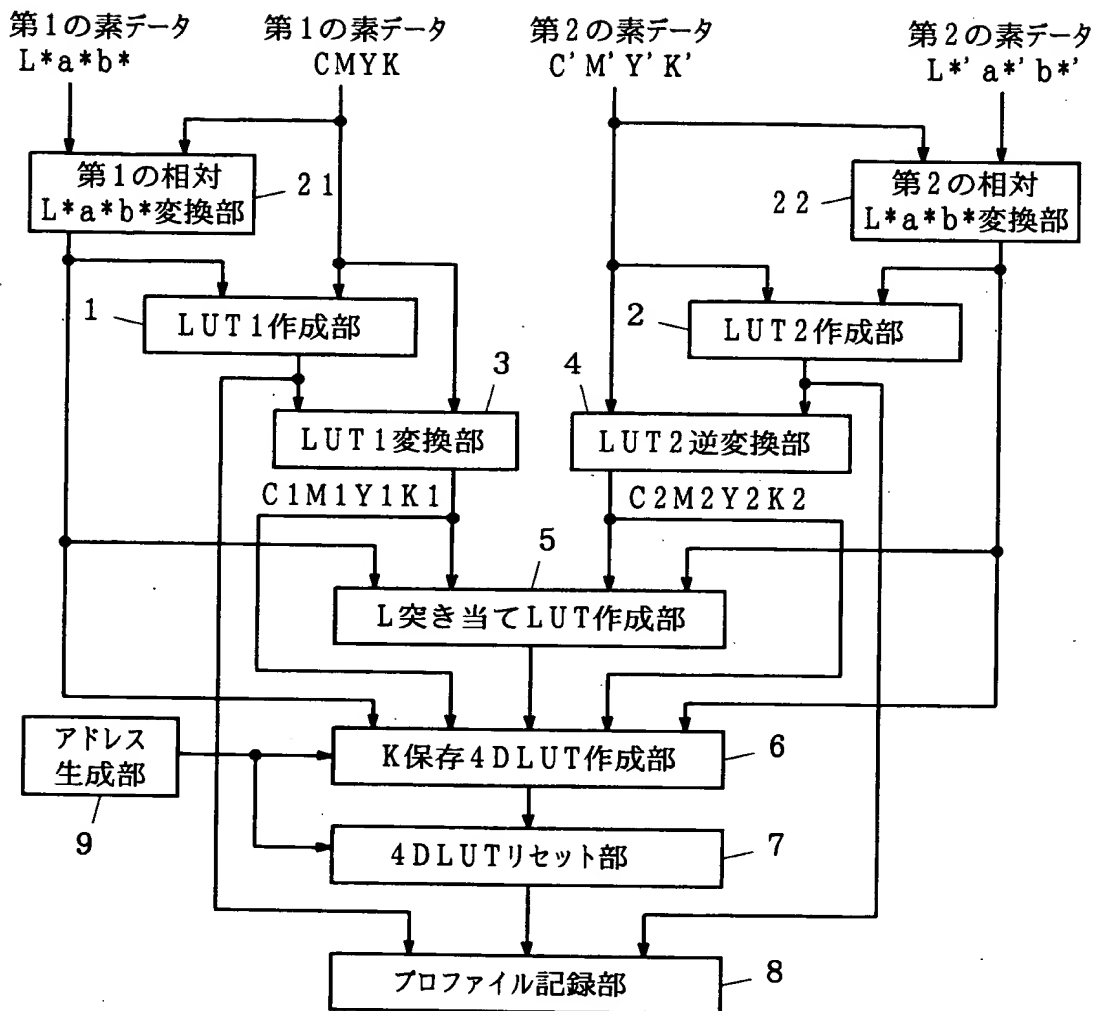 第1の素データ
L*a*b*
第1の素データ
CMYK
第2の素データ
C'M'Y'K'
第2の素データ
L*'a*'b*'
第1の相対
L*a*b*変換部
21
22
第2の相対
L*a*b*変換部
1
LUT1作成部
2
LUT2作成部
3
LUT1変換部
4
LUT2逆変換部
C1M1Y1K1
C2M2Y2K2
5
L突き当てLUT作成部
アドレス
生成部
9
K保存4DLUT作成部
6
4DLUTリセット部
7
プロファイル記録部
8